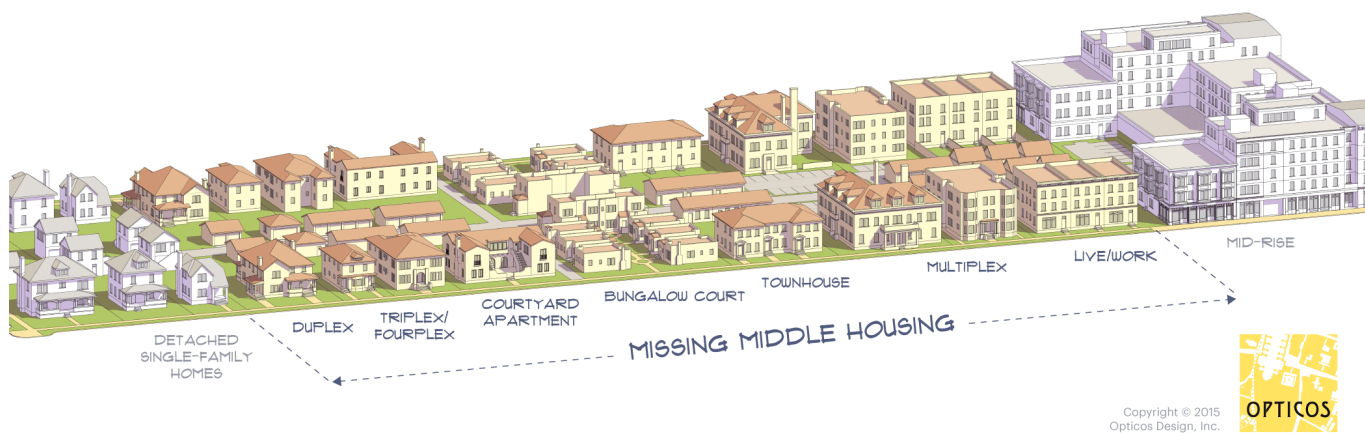 DETACHED
SINGLE-FAMILY
HOMES
DUPLEX
TRIPLEX/
FOURPLEX
COURTYARD
APARTMENT
BUNGALOW COURT
TOWNHOUSE
MULTIPLEX
LIVE/WORK
MID-RISE
MISSING MIDDLE HOUSING
Copyright © 2015
Opticos Design, Inc.
OPTICOS